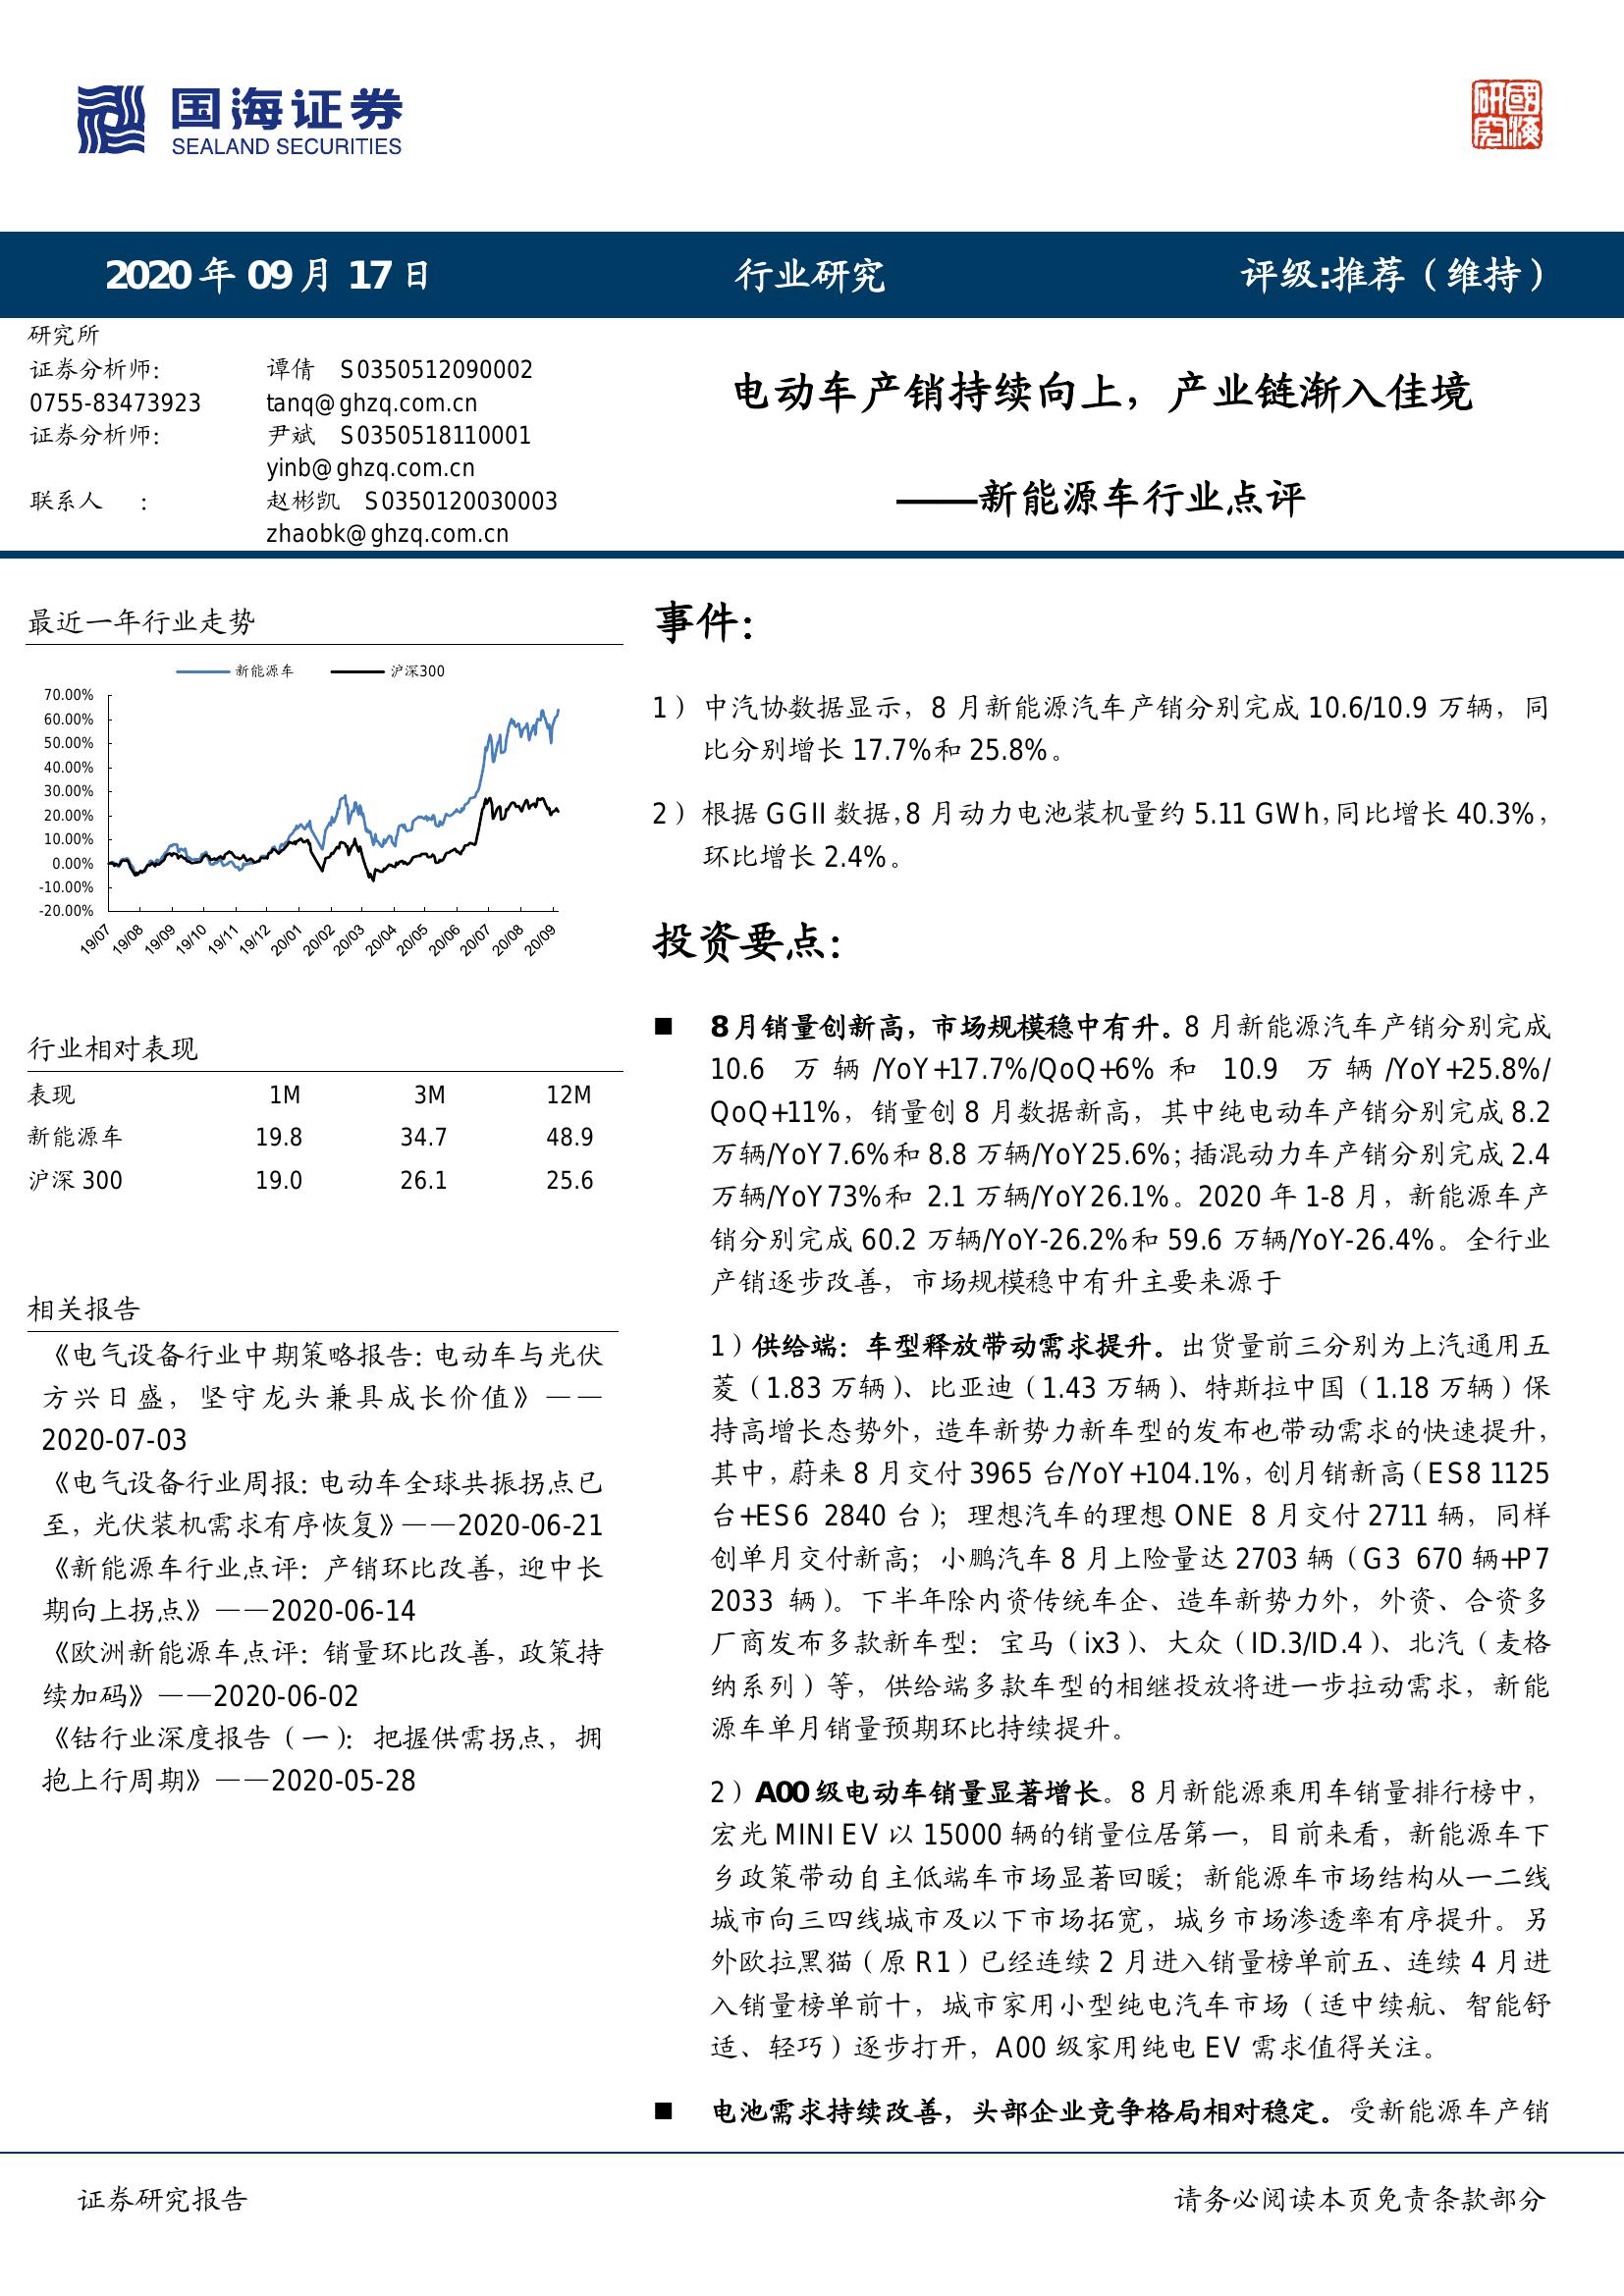 国海证券
SEALAND SECURITIES
國海
研究
2020 年 09 月 17 日 行业研究 评级:推荐（维持）
研究所
证券分析师: 谭倩 S0350512090002
0755-83473923 tanq@ghzq.com.cn
证券分析师: 尹斌 S0350518110001
yinb@ghzq.com.cn
联系人 : 赵彬凯 S0350120030003
zhaobk@ghzq.com.cn
电动车产销持续向上，产业链渐入佳境
——新能源车行业点评
最近一年行业走势
新能源车 沪深300
70.00%
60.00%
50.00%
40.00%
30.00%
20.00%
10.00%
0.00%
-10.00%
-20.00%
19/07 19/08 19/09 19/10 19/11 19/12 20/01 20/02 20/03 20/04 20/05 20/06 20/07 20/08 20/09
行业相对表现
表现 1M 3M 12M
新能源车 19.8 34.7 48.9
沪深 300 19.0 26.1 25.6
相关报告
《电气设备行业中期策略报告：电动车与光伏
方兴日盛，坚守龙头兼具成长价值》——
2020-07-03
《电气设备行业周报：电动车全球共振拐点已
至，光伏装机需求有序恢复》——2020-06-21
《新能源车行业点评：产销环比改善，迎中长
期向上拐点》——2020-06-14
《欧洲新能源车点评：销量环比改善，政策持
续加码》——2020-06-02
《钴行业深度报告（一）：把握供需拐点，拥
抱上行周期》——2020-05-28
事件：
1）中汽协数据显示，8 月新能源汽车产销分别完成 10.6/10.9 万辆，同
比分别增长 17.7%和 25.8%。
2）根据 GGII 数据，8 月动力电池装机量约 5.11 GWh，同比增长 40.3%，
环比增长 2.4%。
投资要点：
■ 8 月销量创新高，市场规模稳中有升。8 月新能源汽车产销分别完成
10.6 万辆/YoY+17.7%/QoQ+6%和 10.9 万辆/YoY+25.8%/
QoQ+11%，销量创 8 月数据新高，其中纯电动车产销分别完成 8.2
万辆/YoY7.6%和 8.8 万辆/YoY25.6%；插混动力车产销分别完成 2.4
万辆/YoY73%和 2.1 万辆/YoY26.1%。2020 年 1-8 月，新能源车产
销分别完成 60.2 万辆/YoY-26.2%和 59.6 万辆/YoY-26.4%。全行业
产销逐步改善，市场规模稳中有升主要来源于
1）供给端：车型释放带动需求提升。出货量前三分别为上汽通用五
菱（1.83 万辆）、比亚迪（1.43 万辆）、特斯拉中国（1.18 万辆）保
持高增长态势外，造车新势力新车型的发布也带动需求的快速提升，
其中，蔚来 8 月交付 3965 台/YoY+104.1%，创月销新高（ES8 1125
台+ES6 2840 台）；理想汽车的理想 ONE 8 月交付 2711 辆，同样
创单月交付新高；小鹏汽车 8 月上险量达 2703 辆（G3 670 辆+P7
2033 辆）。下半年除内资传统车企、造车新势力外，外资、合资多
厂商发布多款新车型：宝马（ix3）、大众（ID.3/ID.4）、北汽（麦格
纳系列）等，供给端多款车型的相继投放将进一步拉动需求，新能
源车单月销量预期环比持续提升。
2）A00 级电动车销量显著增长。8 月新能源乘用车销量排行榜中，
宏光 MINI EV 以 15000 辆的销量位居第一，目前来看，新能源车下
乡政策带动自主低端车市场显著回暖；新能源车市场结构从一二线
城市向三四线城市及以下市场拓宽，城乡市场渗透率有序提升。另
外欧拉黑猫（原 R1）已经连续 2 月进入销量榜单前五、连续 4 月进
入销量榜单前十，城市家用小型纯电汽车市场（适中续航、智能舒
适、轻巧）逐步打开，A00 级家用纯电 EV 需求值得关注。
■ 电池需求持续改善，头部企业竞争格局相对稳定。受新能源车产销
证券研究报告 请务必阅读本页免责条款部分